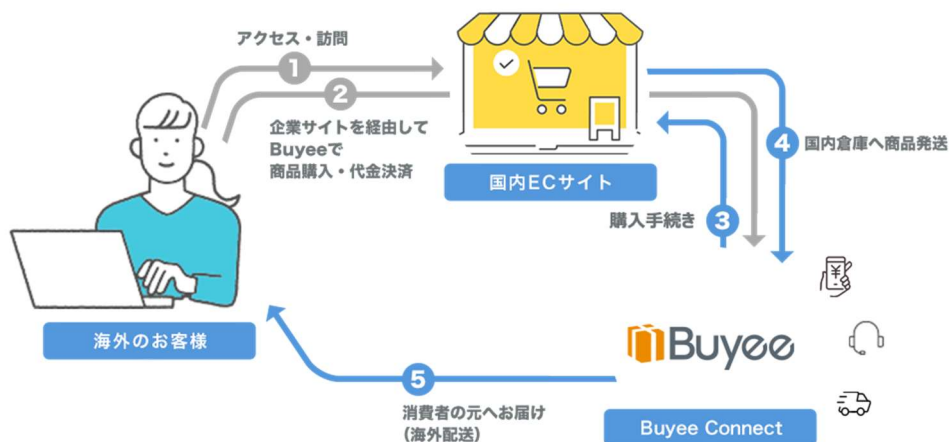 アクセス・訪問
1
2
企業サイトを経由して
Buyeeで
商品購入・代金決済
国内ECサイト
4
国内倉庫へ商品発送
購入手続き
3
¥
海外のお客様
Buyee
5
消費者の元へお届け
(海外配送)
Buyee Connect